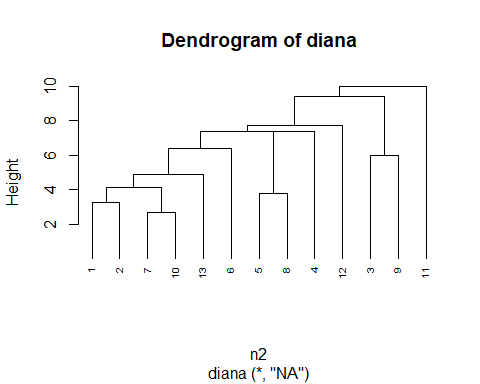 Dendrogram of diana
Height
10
8
6
4
2
1 2 7 10 13 6 5 8 4 12 3 9 11
n2
diana (*, "NA")